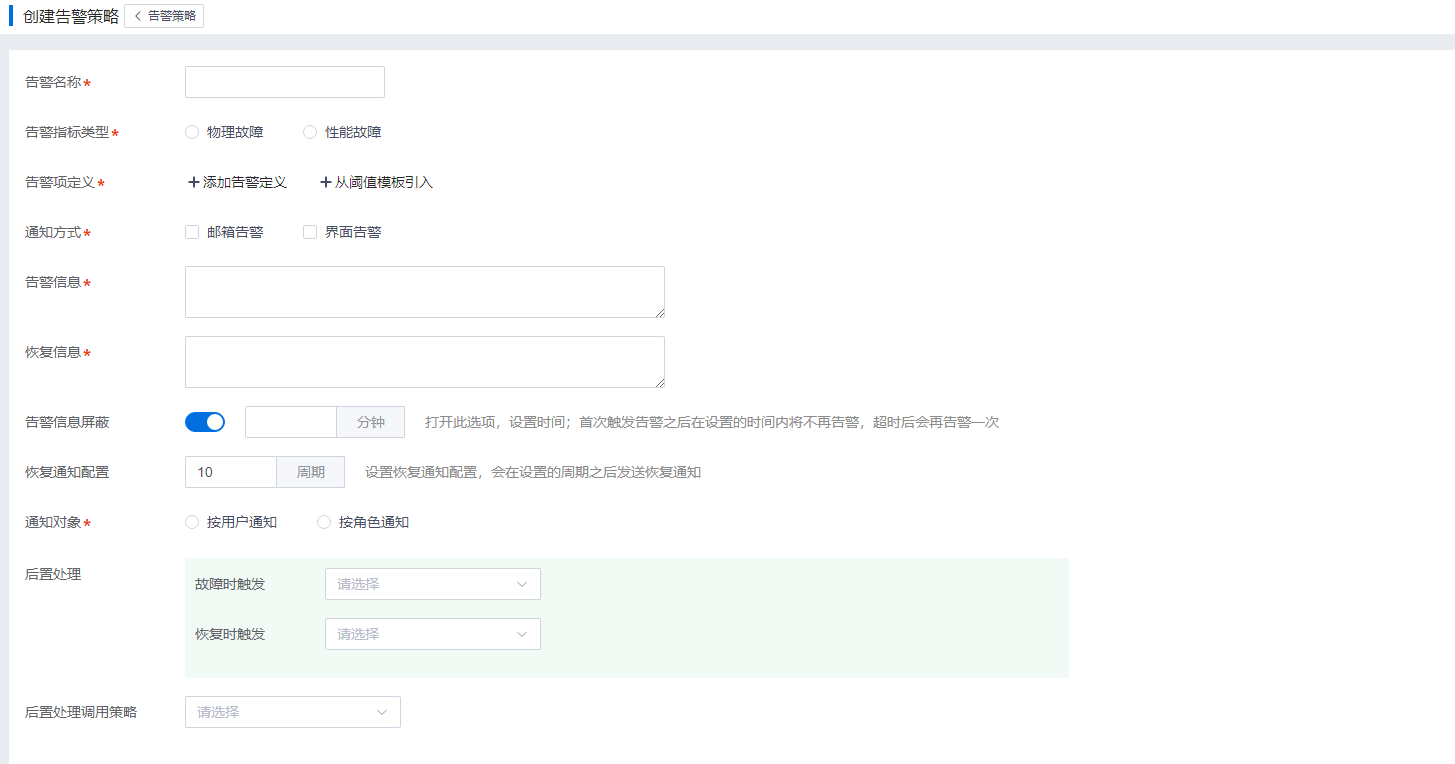 创建告警策略 < 告警策略
告警名称*
告警指标类型* 物理故障 性能故障
告警项定义* +添加告警定义 +从阈值模板引入
通知方式* 邮箱告警 界面告警
告警信息*
恢复信息*
告警信息屏蔽 分钟 打开此选项，设置时间；首次触发告警之后在设置的时间内将不再告警，超时后会再告警一次
恢复通知配置 10 周期 设置恢复通知配置，会在设置的周期之后发送恢复通知
通知对象* 按用户通知 按角色通知
后置处理
故障时触发 请选择
恢复时触发 请选择
后置处理调用策略 请选择